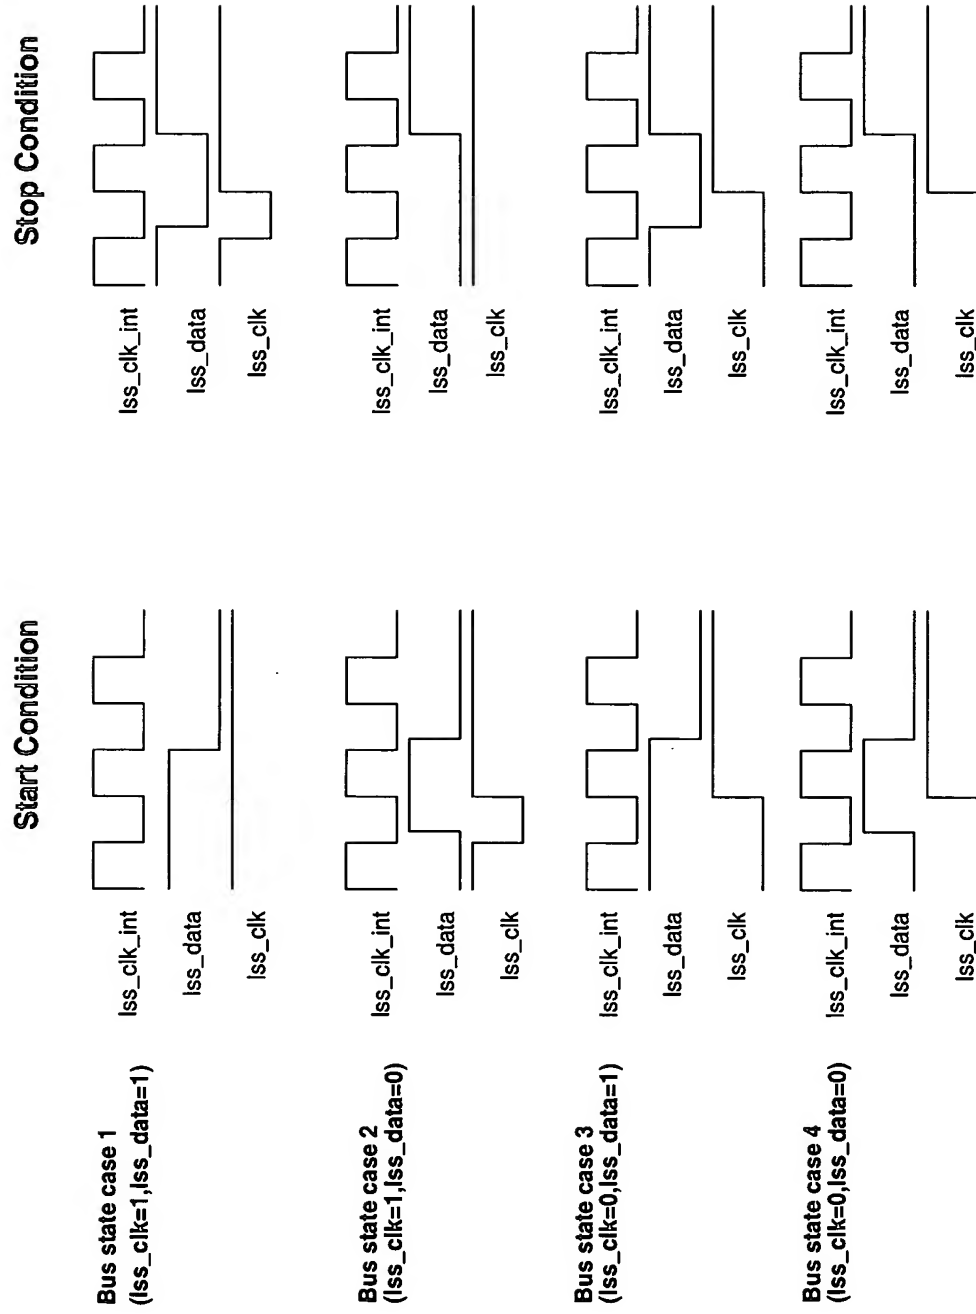 Start Condition
Stop Condition
Bus state case 1
(lss_clk=1,lss_data=1)
lss_clk_int
lss_data
lss_clk
lss_clk_int
lss_data
lss_clk
Bus state case 2
(lss_clk=1,lss_data=0)
lss_clk_int
lss_data
lss_clk
lss_clk_int
lss_data
lss_clk
Bus state case 3
(lss_clk=0,lss_data=1)
lss_clk_int
lss_data
lss_clk
lss_clk_int
lss_data
lss_clk
Bus state case 4
(lss_clk=0,lss_data=0)
lss_clk_int
lss_data
lss_clk
lss_clk_int
lss_data
lss_clk